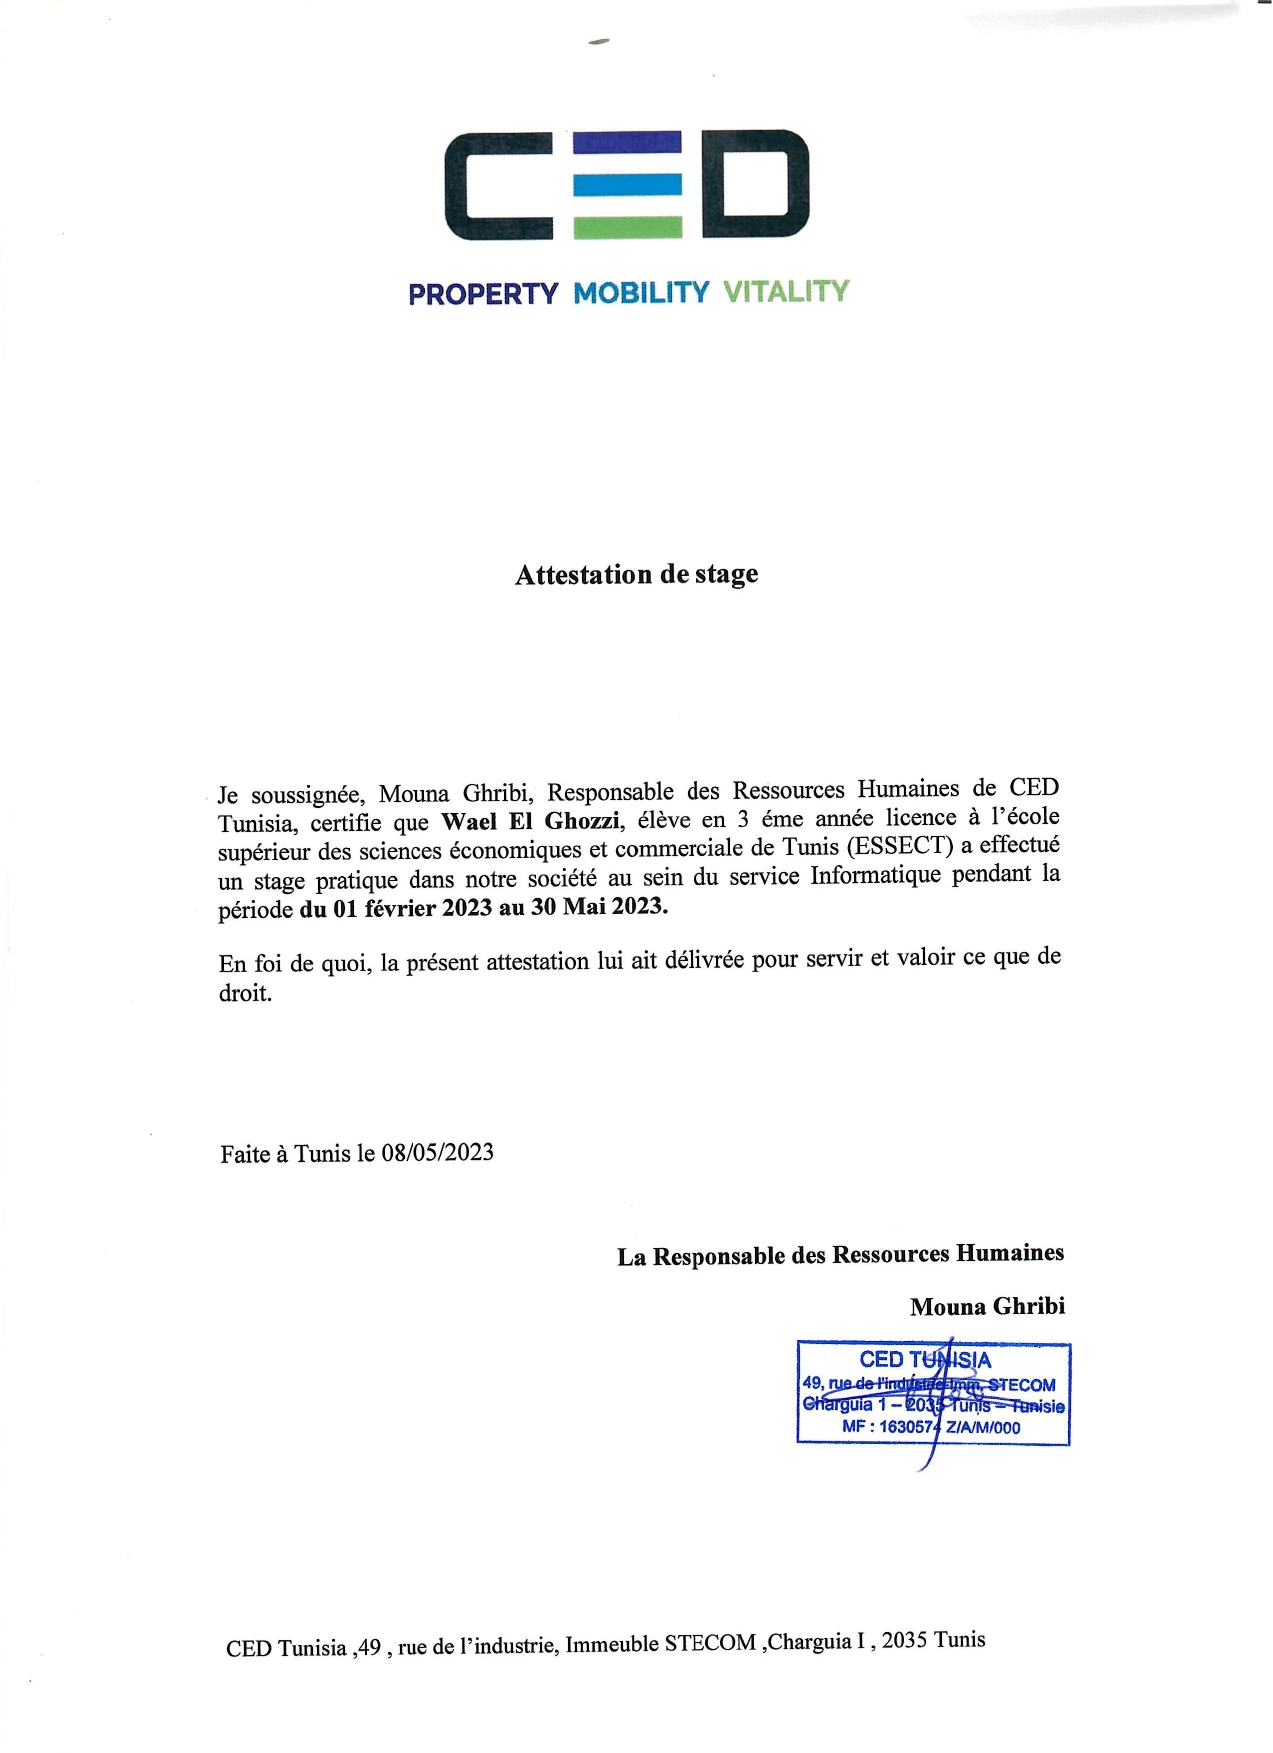 CED
PROPERTY MOBILITY VITALITY
Attestation de stage
Je soussignée, Mouna Ghribi, Responsable des Ressources Humaines de CED
Tunisia, certifie que Wael El Ghozzi, élève en 3 éme année licence à l’école
supérieur des sciences économiques et commerciale de Tunis (ESSECT) a effectué
un stage pratique dans notre société au sein du service Informatique pendant la
période du 01 février 2023 au 30 Mai 2023.
En foi de quoi, la présent attestation lui ait délivrée pour servir et valoir ce que de
droit.
Faite à Tunis le 08/05/2023
La Responsable des Ressources Humaines
Mouna Ghribi
CED TUNISIA
49, rue de l'industrie Imm. STECOM
Charguia 1 – 2035 Tunis – Tunisie
MF : 1630574 Z/A/M/000
CED Tunisia ,49 , rue de l’industrie, Immeuble STECOM ,Charguia I , 2035 Tunis